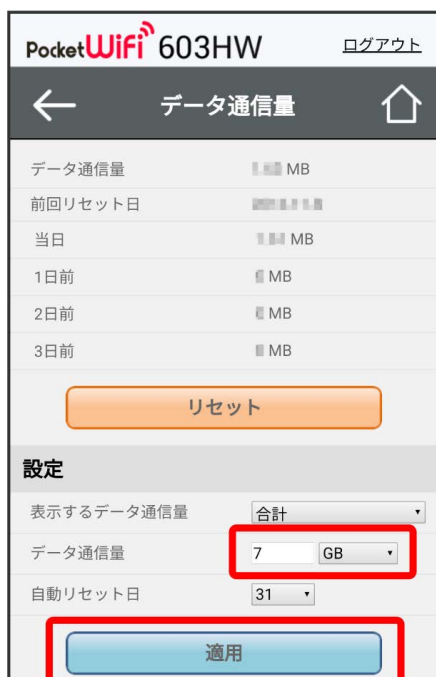 PocketWiFi 603HW ログアウト
データ通信量
データ通信量 MB
前回リセット日
当日 MB
1日前 MB
2日前 MB
3日前 MB
リセット
設定
表示するデータ通信量 合計
データ通信量 7 GB
自動リセット日 31
適用